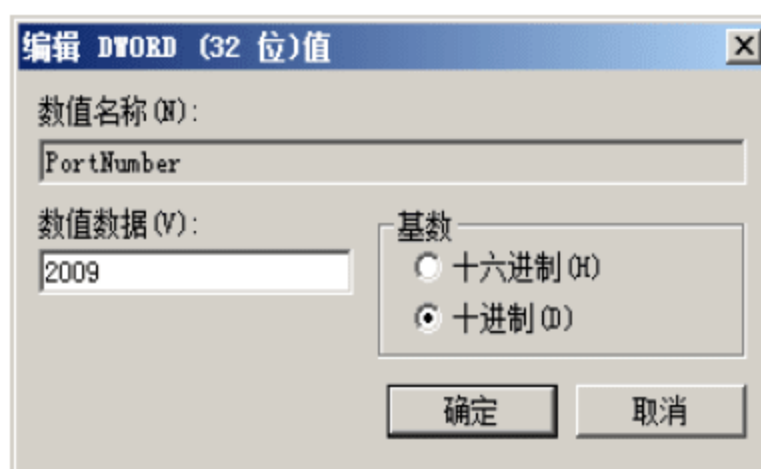 编辑 DWORD (32 位)值
数值名称(N):
PortNumber
数值数据(V):
2009
基数
十六进制(H)
十进制(D)
确定
取消